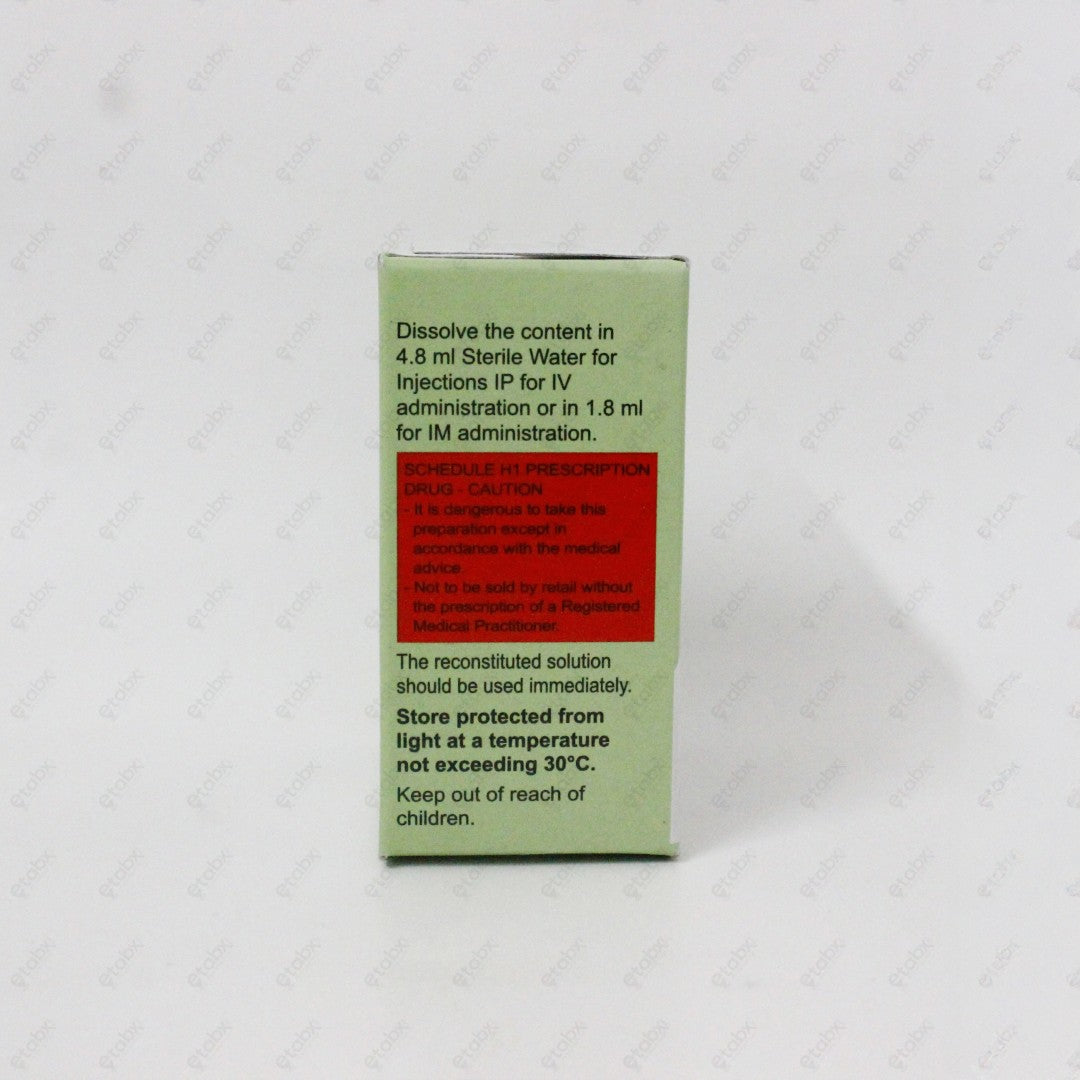 Dissolve the content in
4.8 ml Sterile Water for
Injections IP for IV
administration or in 1.8 ml
for IM administration.
SCHEDULE H1 PRESCRIPTION
DRUG - CAUTION
- It is dangerous to take this
preparation except in
accordance with the medical
advice.
- Not to be sold by retail without
the prescription of a Registered
Medical Practitioner.
The reconstituted solution
should be used immediately.
Store protected from
light at a temperature
not exceeding 30°C.
Keep out of reach of
children.
etabx